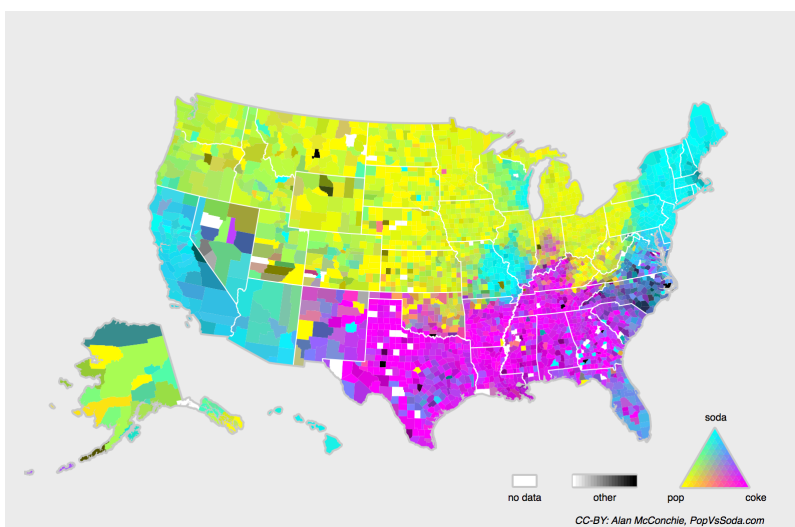 soda
no data
other
pop
coke
CC-BY: Alan McConchie, PopVsSoda.com